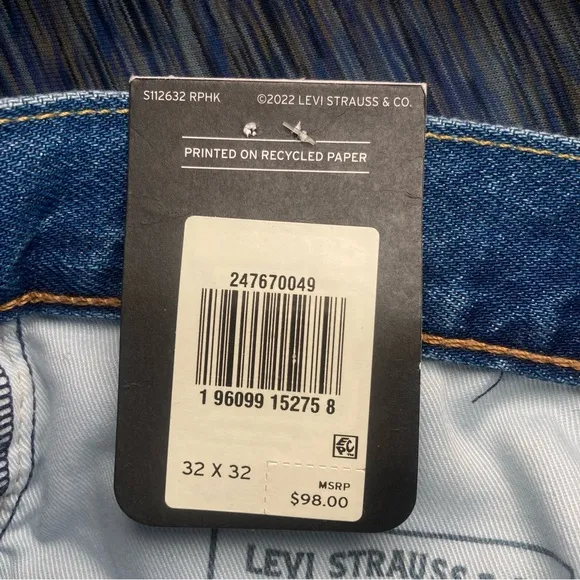 S112632 RPHK ©2022 LEVI STRAUSS & CO.
PRINTED ON RECYCLED PAPER
247670049
1 96099 15275 8
32 X 32
MSRP
$98.00
LEVI STRAUSS